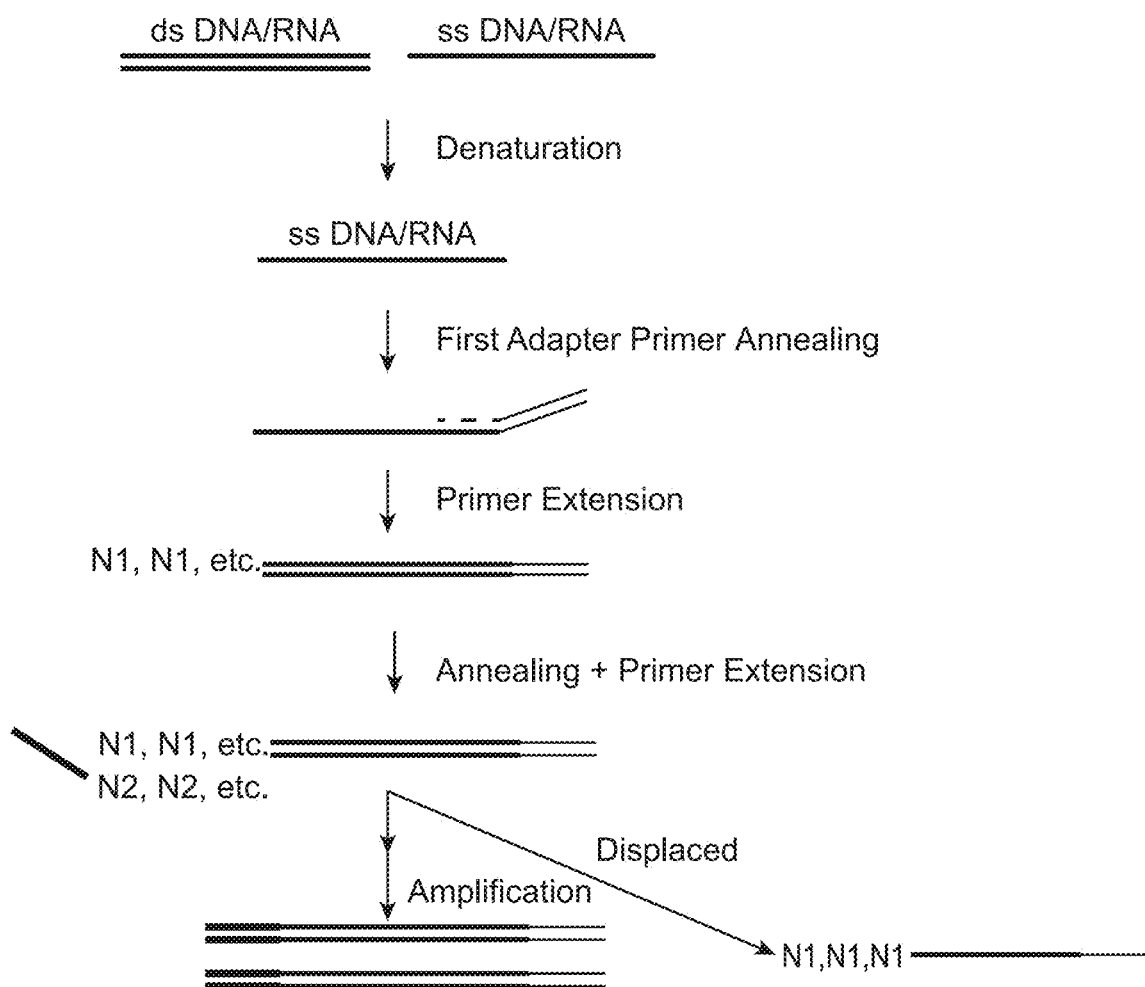 ds DNA/RNA ss DNA/RNA
Denaturation
ss DNA/RNA
First Adapter Primer Annealing
Primer Extension
N1, N1, etc.
Annealing + Primer Extension
N1, N1, etc.
N2, N2, etc.
Displaced
Amplification
N1,N1,N1